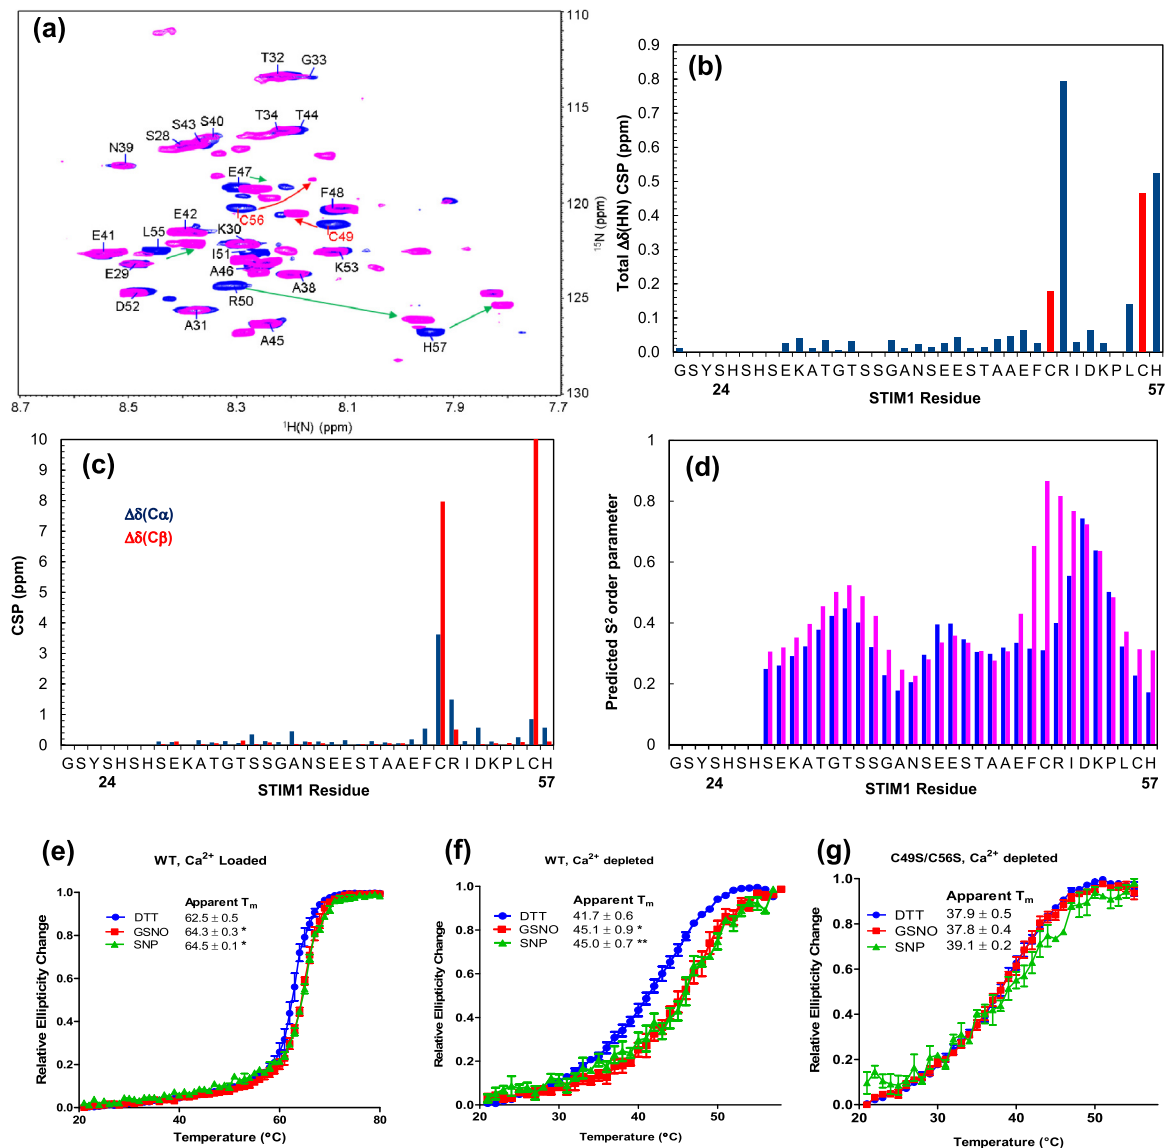 (a)
110
T32
G33
115
S43
S40
S28
T34
T44
N39
E47
120
¹⁵N (ppm)
F48
C56
E42
C49
E41
L55
K30
I51
E29
A46
K53
A38
D52
R50
125
A31
A45
H57
130
8.7
8.5
8.3
8.1
7.9
7.7
¹H(N) (ppm)
(b)
Total Δδ(HN) CSP (ppm)
0.9
0.8
0.7
0.6
0.5
0.4
0.3
0.2
0.1
0.0
G S Y S H S H S E K A T G T S S G A N S E E S T A A E F C R I D K P L C H
24
57
STIM1 Residue
(c)
CSP (ppm)
10
9
8
7
6
5
4
3
2
1
0
Δδ(Cα)
Δδ(Cβ)
G S Y S H S H S E K A T G T S S G A N S E E S T A A E F C R I D K P L C H
24
57
STIM1 Residue
(d)
Predicted S² order parameter
1
0.8
0.6
0.4
0.2
0
G S Y S H S S H S E K A T G T S S G A N S E E S T A A E F C R I D K P L C H
24
57
STIM1 Residue
(e)
WT, Ca²⁺ Loaded
Apparent Tₘ
DTT 62.5 ± 0.5
GSNO 64.3 ± 0.3 *
SNP 64.5 ± 0.1 *
Relative Ellipticity Change
1.0
0.8
0.6
0.4
0.2
0.0
20
40
60
80
Temperature (°C)
(f)
WT, Ca²⁺ depleted
Apparent Tₘ
DTT 41.7 ± 0.6
GSNO 45.1 ± 0.9 *
SNP 45.0 ± 0.7 **
Relative Ellipticity Change
1.0
0.8
0.6
0.4
0.2
0.0
20
30
40
50
Temperature (°C)
(g)
C49S/C56S, Ca²⁺ depleted
Apparent Tₘ
DTT 37.9 ± 0.5
GSNO 37.8 ± 0.4
SNP 39.1 ± 0.2
Relative Ellipticity Change
1.0
0.8
0.6
0.4
0.2
0.0
20
30
40
50
Temperature (°C)